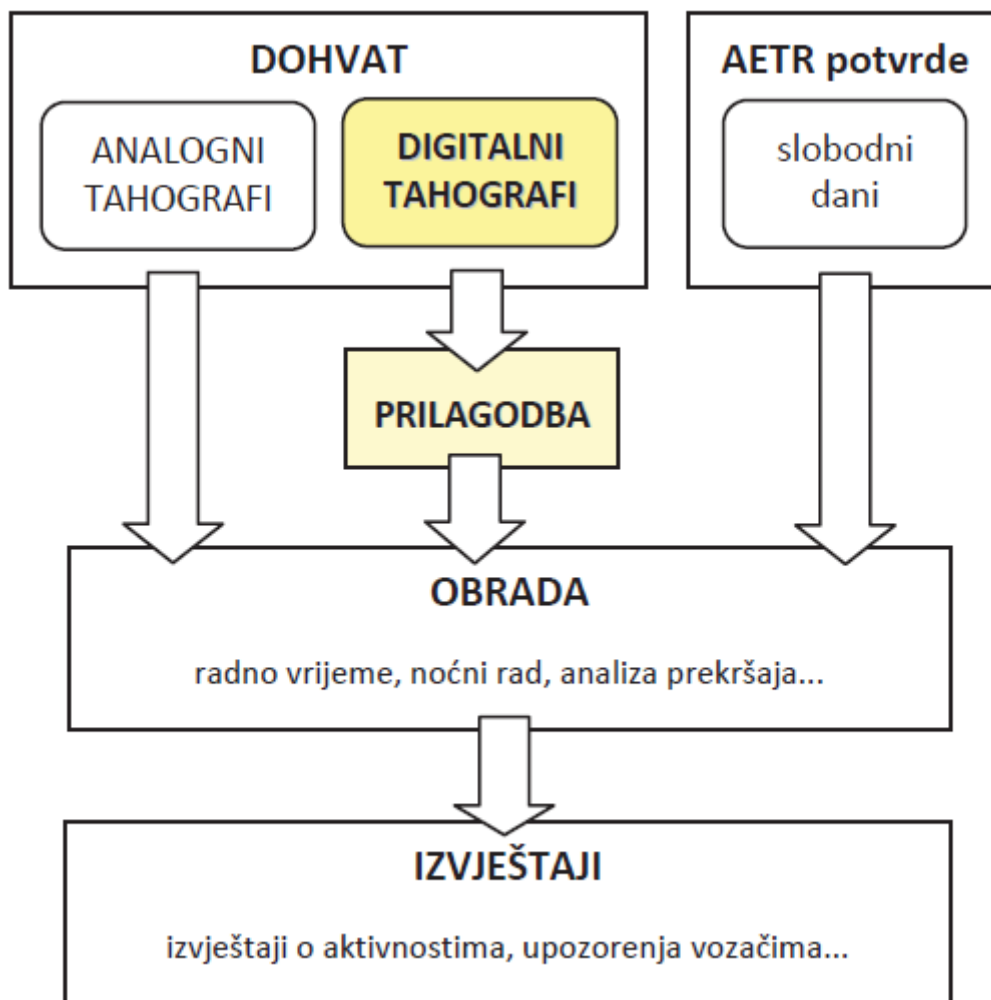 DOHVAT
ANALOGNI
TAHOGRAFI
DIGITALNI
TAHOGRAFI
AETR potvrde
slobodni
dani
PRILAGODBA
OBRADA
radno vrijeme, noćni rad, analiza prekršaja...
IZVJEŠTAJI
izvještaji o aktivnostima, upozorenja vozačima...